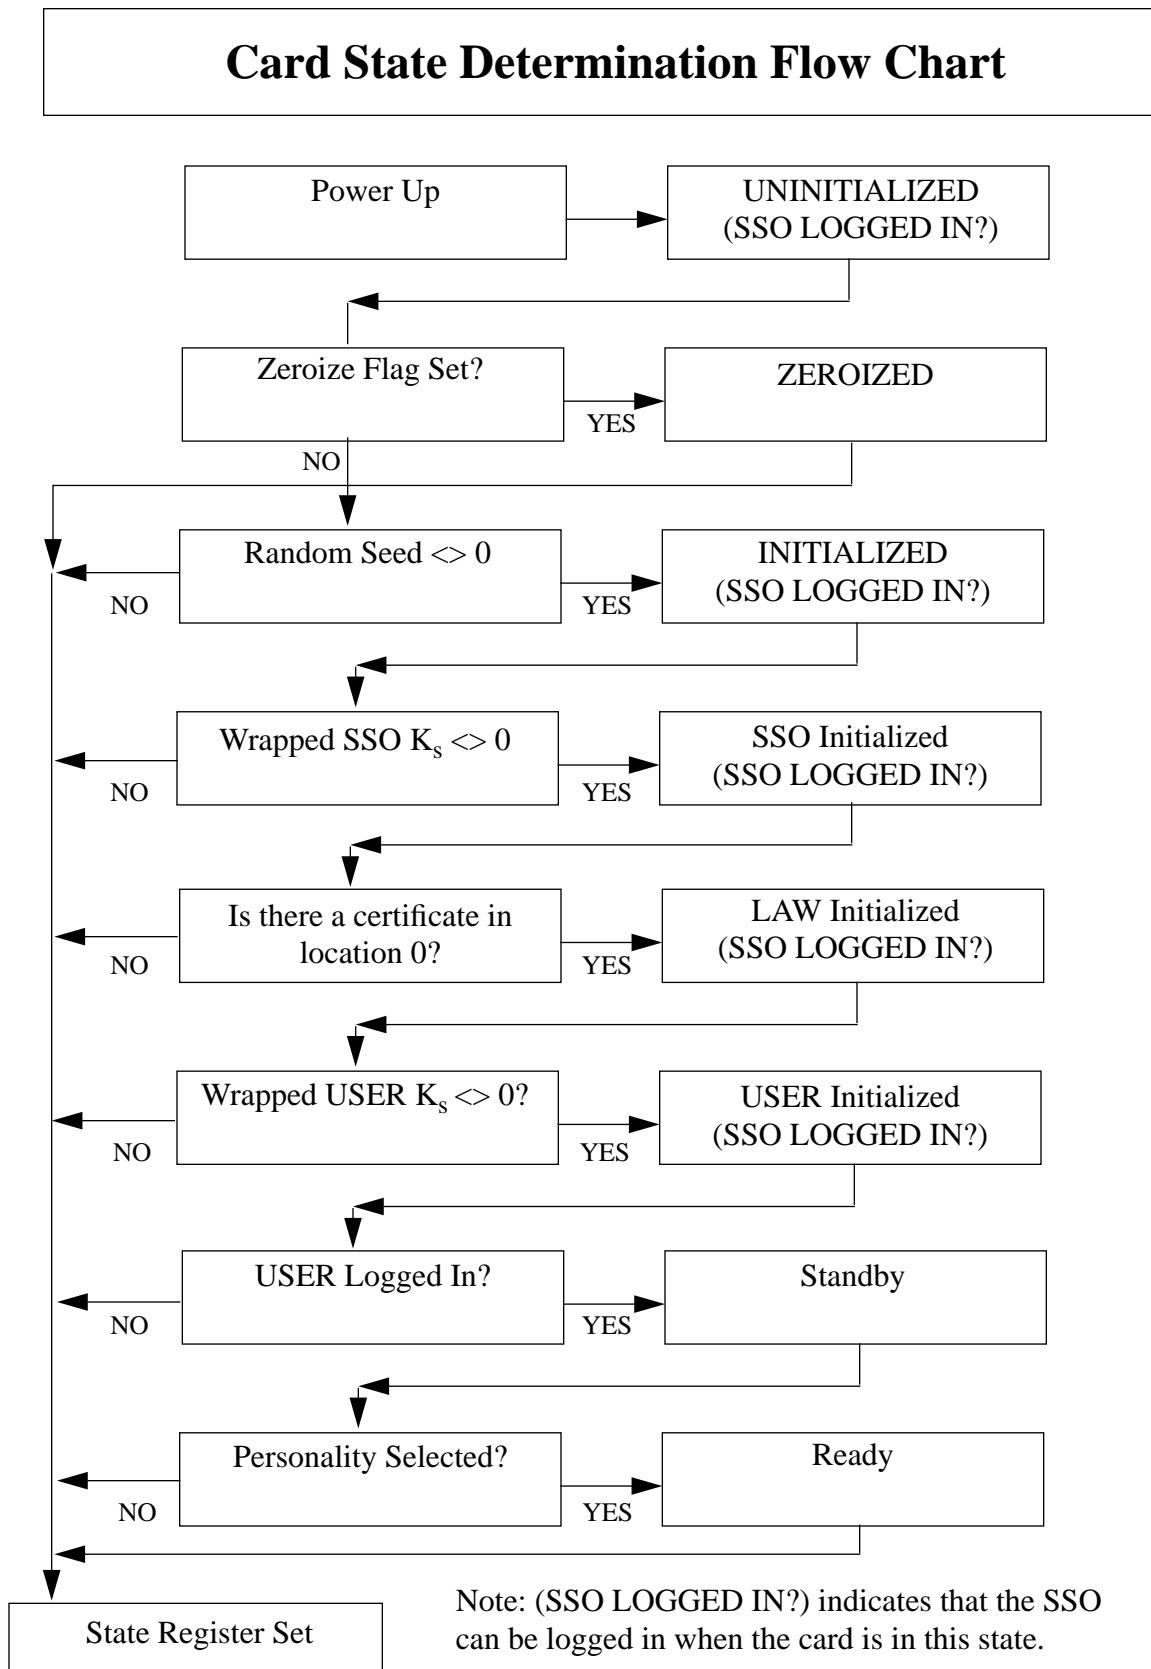 Card State Determination Flow Chart
Power Up
UNINITIALIZED
(SSO LOGGED IN?)
Zeroize Flag Set?
YES
ZEROIZED
NO
Random Seed <> 0
NO
YES
INITIALIZED
(SSO LOGGED IN?)
Wrapped SSO Ks <> 0
NO
YES
SSO Initialized
(SSO LOGGED IN?)
Is there a certificate in
location 0?
NO
YES
LAW Initialized
(SSO LOGGED IN?)
Wrapped USER Ks <> 0?
NO
YES
USER Initialized
(SSO LOGGED IN?)
USER Logged In?
NO
YES
Standby
Personality Selected?
NO
YES
Ready
State Register Set
Note: (SSO LOGGED IN?) indicates that the SSO
can be logged in when the card is in this state.